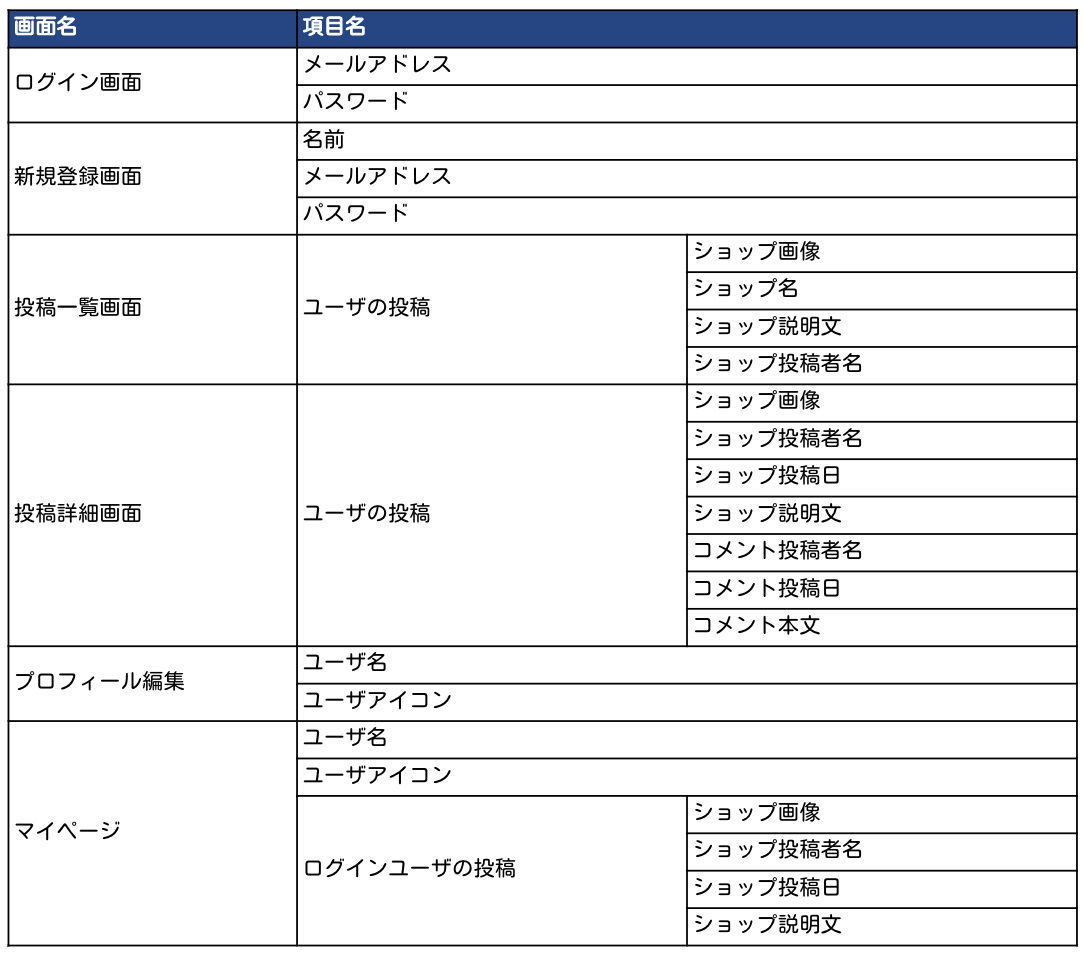 画面名 項目名
ログイン画面
メールアドレス
パスワード
新規登録画面
名前
メールアドレス
パスワード
投稿一覧画面
ユーザの投稿
ショップ画像
ショップ名
ショップ説明文
ショップ投稿者名
投稿詳細画面
ユーザの投稿
ショップ画像
ショップ投稿者名
ショップ投稿日
ショップ説明文
コメント投稿者名
コメント投稿日
コメント本文
プロフィール編集
ユーザ名
ユーザアイコン
マイページ
ユーザ名
ユーザアイコン
ログインユーザの投稿
ショップ画像
ショップ投稿者名
ショップ投稿日
ショップ説明文